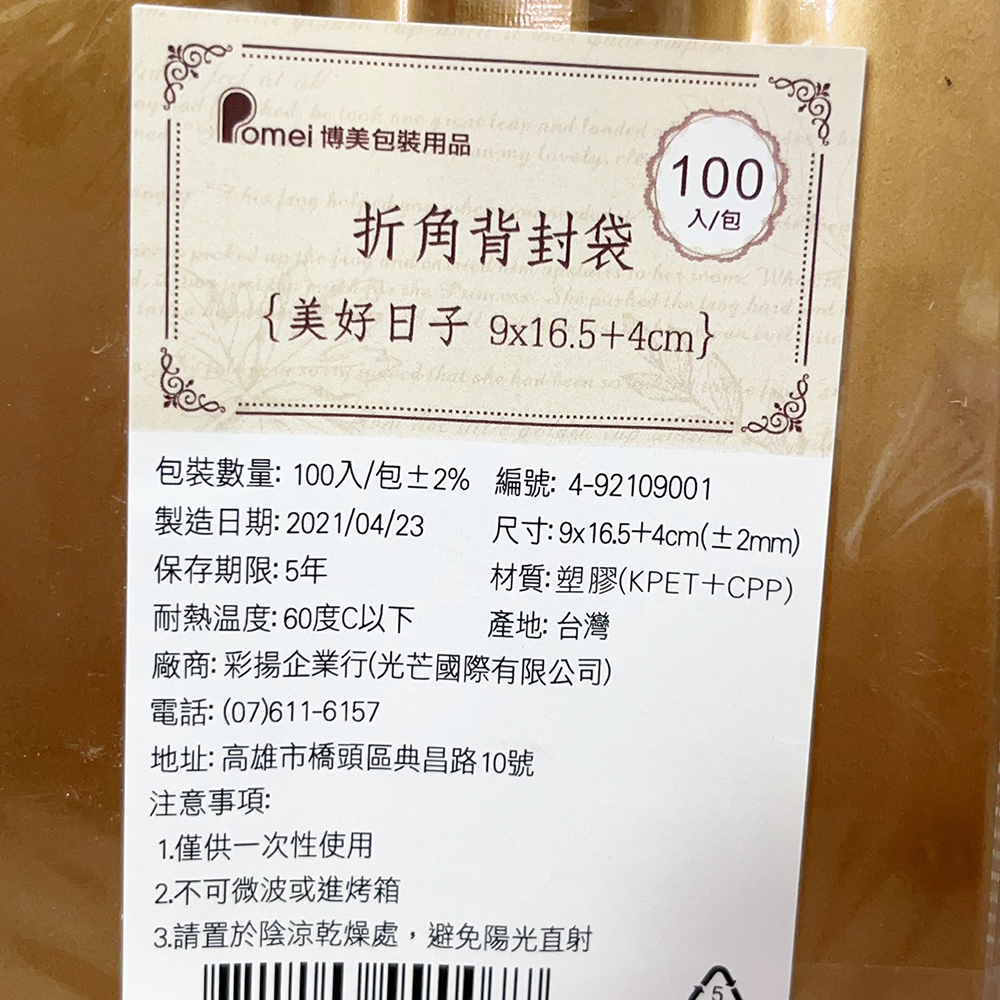 Pomei 博美包裝用品
100
入/包
折角背封袋
{美好日子 9x16.5+4cm}
包裝數量: 100入/包±2% 編號: 4-92109001
製造日期: 2021/04/23 尺寸: 9x16.5+4cm(±2mm)
保存期限: 5年 材質: 塑膠(KPET+CPP)
耐熱溫度: 60度C以下 產地: 台灣
廠商: 彩揚企業行(光芒國際有限公司)
電話: (07)611-6157
地址: 高雄市橋頭區典昌路10號
注意事項:
1.僅供一次性使用
2.不可微波或進烤箱
3.請置於陰涼乾燥處，避免陽光直射
5